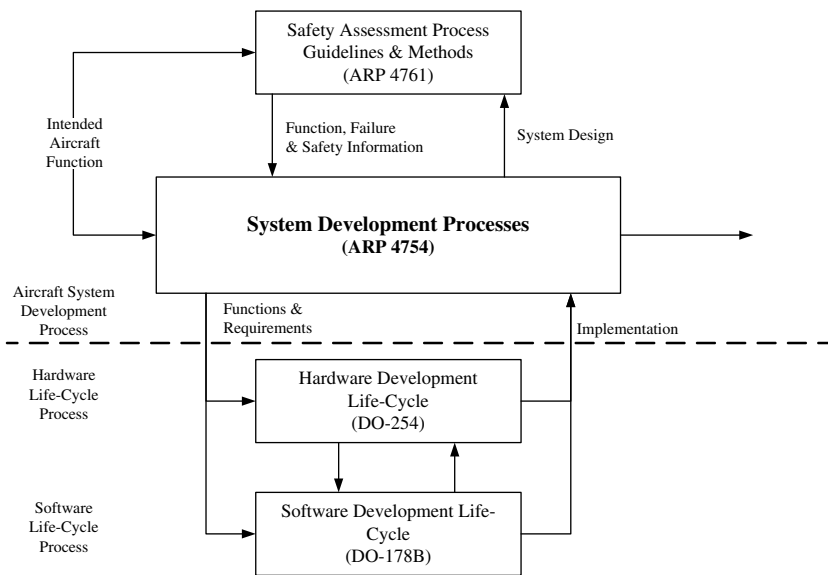 Safety Assessment Process
Guidelines & Methods
(ARP 4761)
Intended
Aircraft
Function
Function, Failure
& Safety Information
System Design
System Development Processes
(ARP 4754)
Aircraft System
Development
Process
Functions &
Requirements
Implementation
Hardware
Life-Cycle
Process
Hardware Development
Life-Cycle
(DO-254)
Software
Life-Cycle
Process
Software Development Life-
Cycle
(DO-178B)